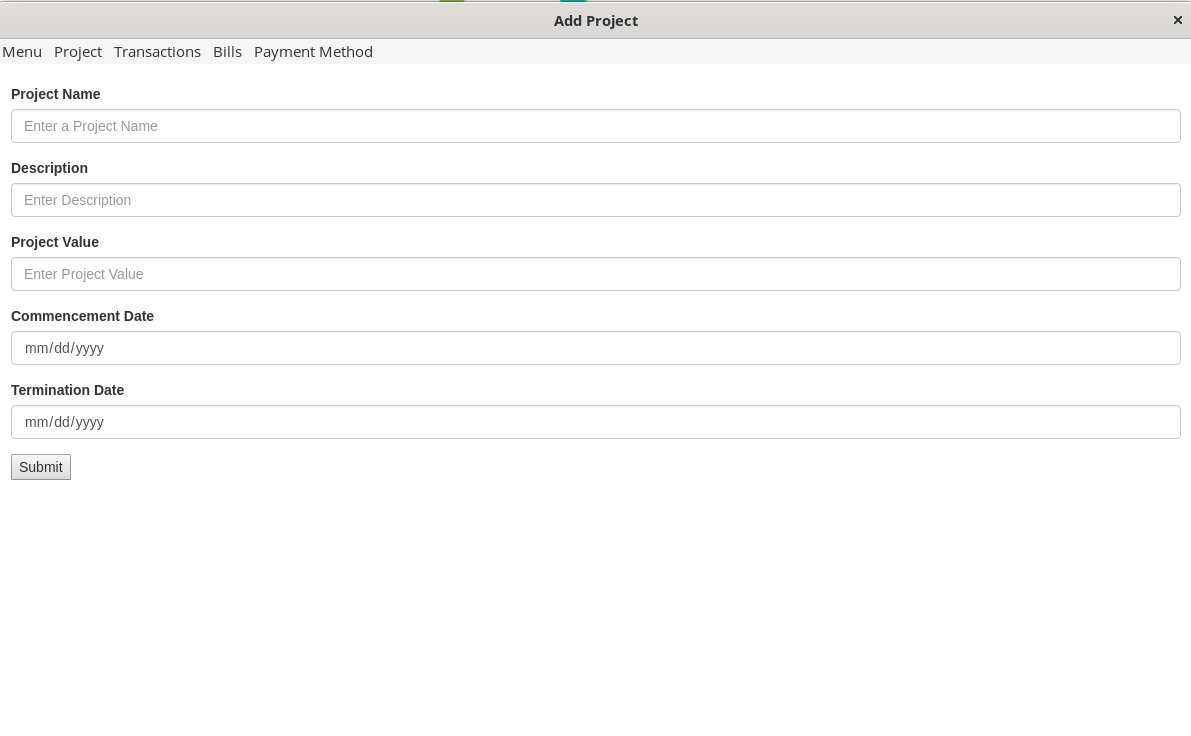 Add Project ×
Menu Project Transactions Bills Payment Method
Project Name
Enter a Project Name
Description
Enter Description
Project Value
Enter Project Value
Commencement Date
mm/dd/yyyy
Termination Date
mm/dd/yyyy
Submit